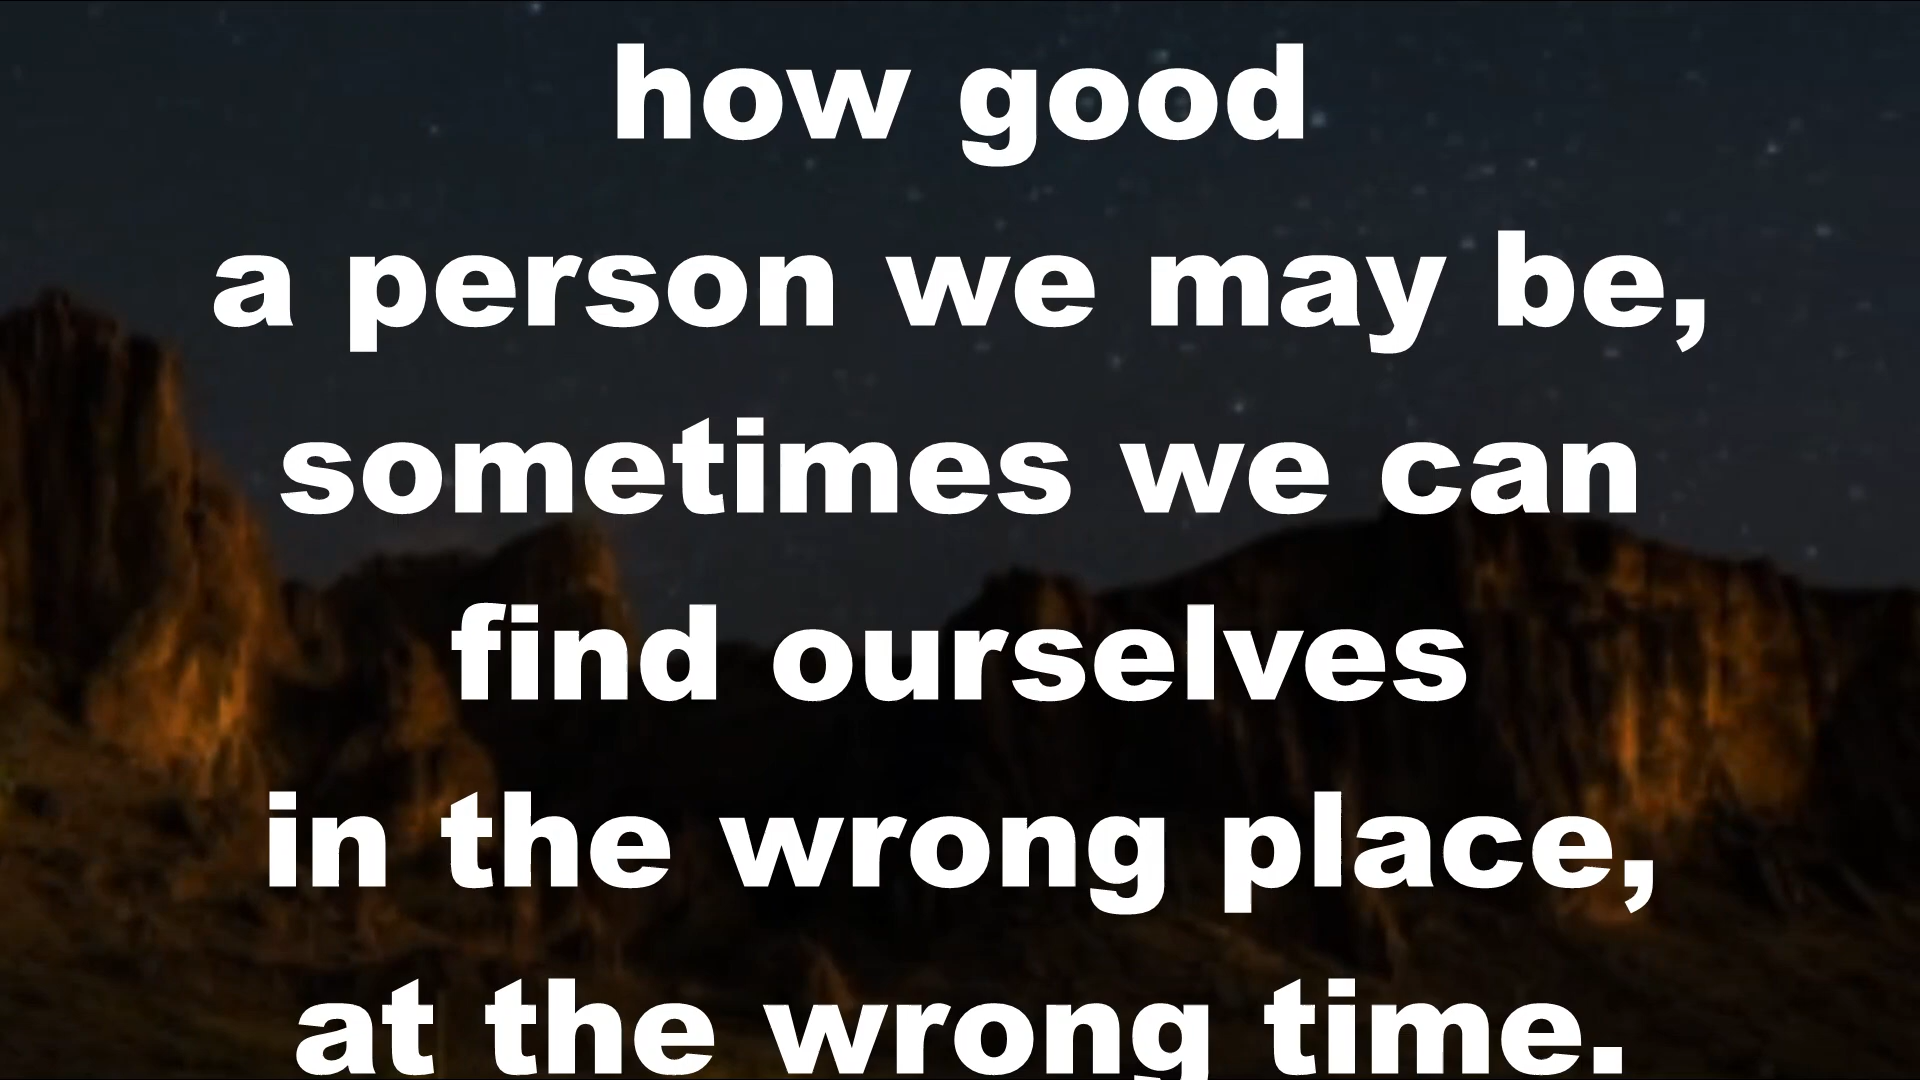 how good
a person we may be,
sometimes we can
find ourselves
in the wrong place,
at the wrong time.